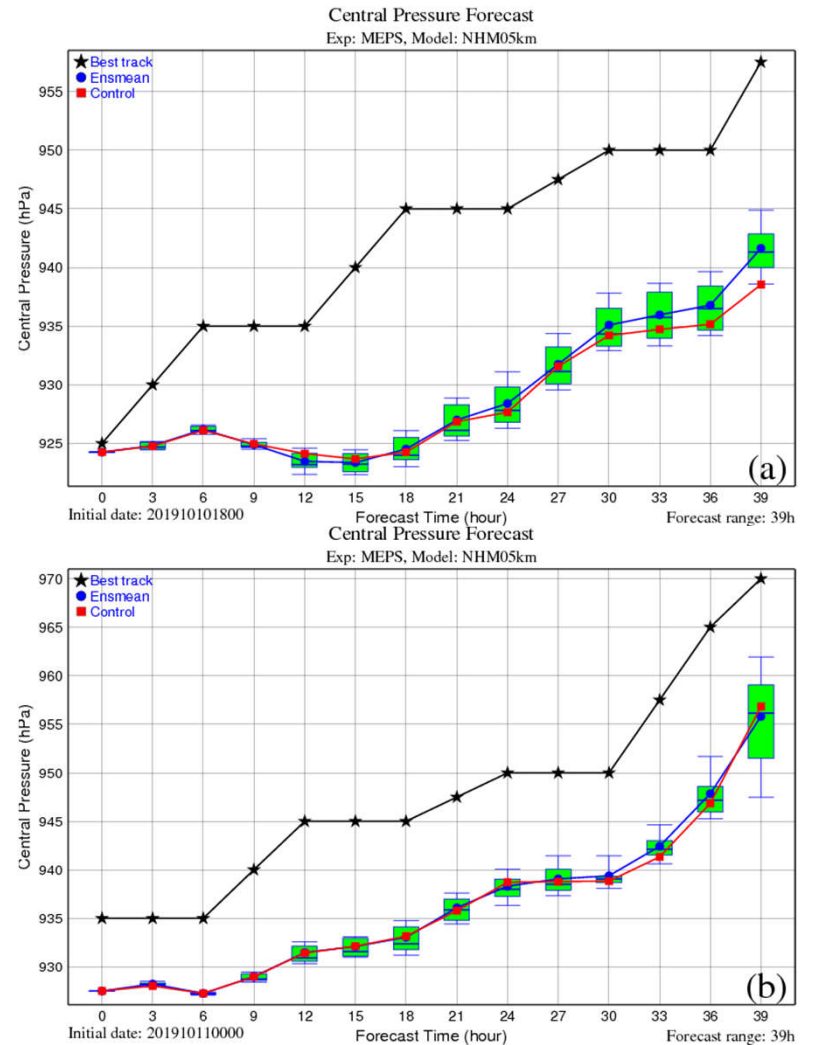 Central Pressure Forecast
Exp: MEPS, Model: NHM05km
Best track
Ensmean
Control
955
950
945
940
935
930
925
Central Pressure (hPa)
(a)
0 3 6 9 12 15 18 21 24 27 30 33 36 39
Initial date: 201910101800 Forecast Time (hour) Forecast range: 39h
Central Pressure Forecast
Exp: MEPS, Model: NHM05km
970
Best track
Ensmean
Control
965
960
955
950
945
940
935
930
Central Pressure (hPa)
(b)
0 3 6 9 12 15 18 21 24 27 30 33 36 39
Initial date: 201910110000 Forecast Time (hour) Forecast range: 39h